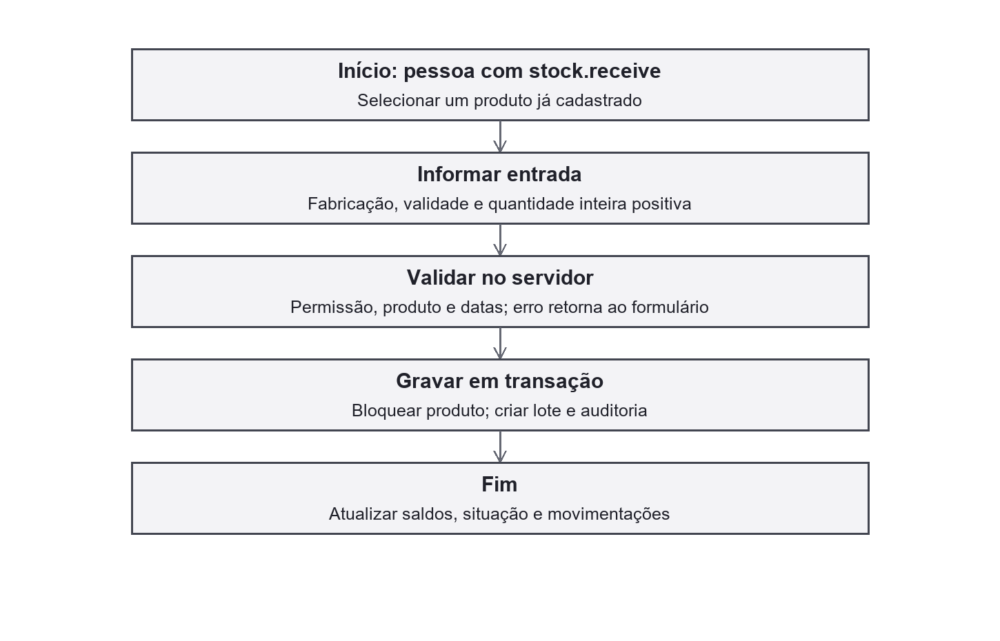 Início: pessoa com stock.receive
Selecionar um produto já cadastrado
Informar entrada
Fabricação, validade e quantidade inteira positiva
Validar no servidor
Permissão, produto e datas; erro retorna ao formulário
Gravar em transação
Bloquear produto; criar lote e auditoria
Fim
Atualizar saldos, situação e movimentações